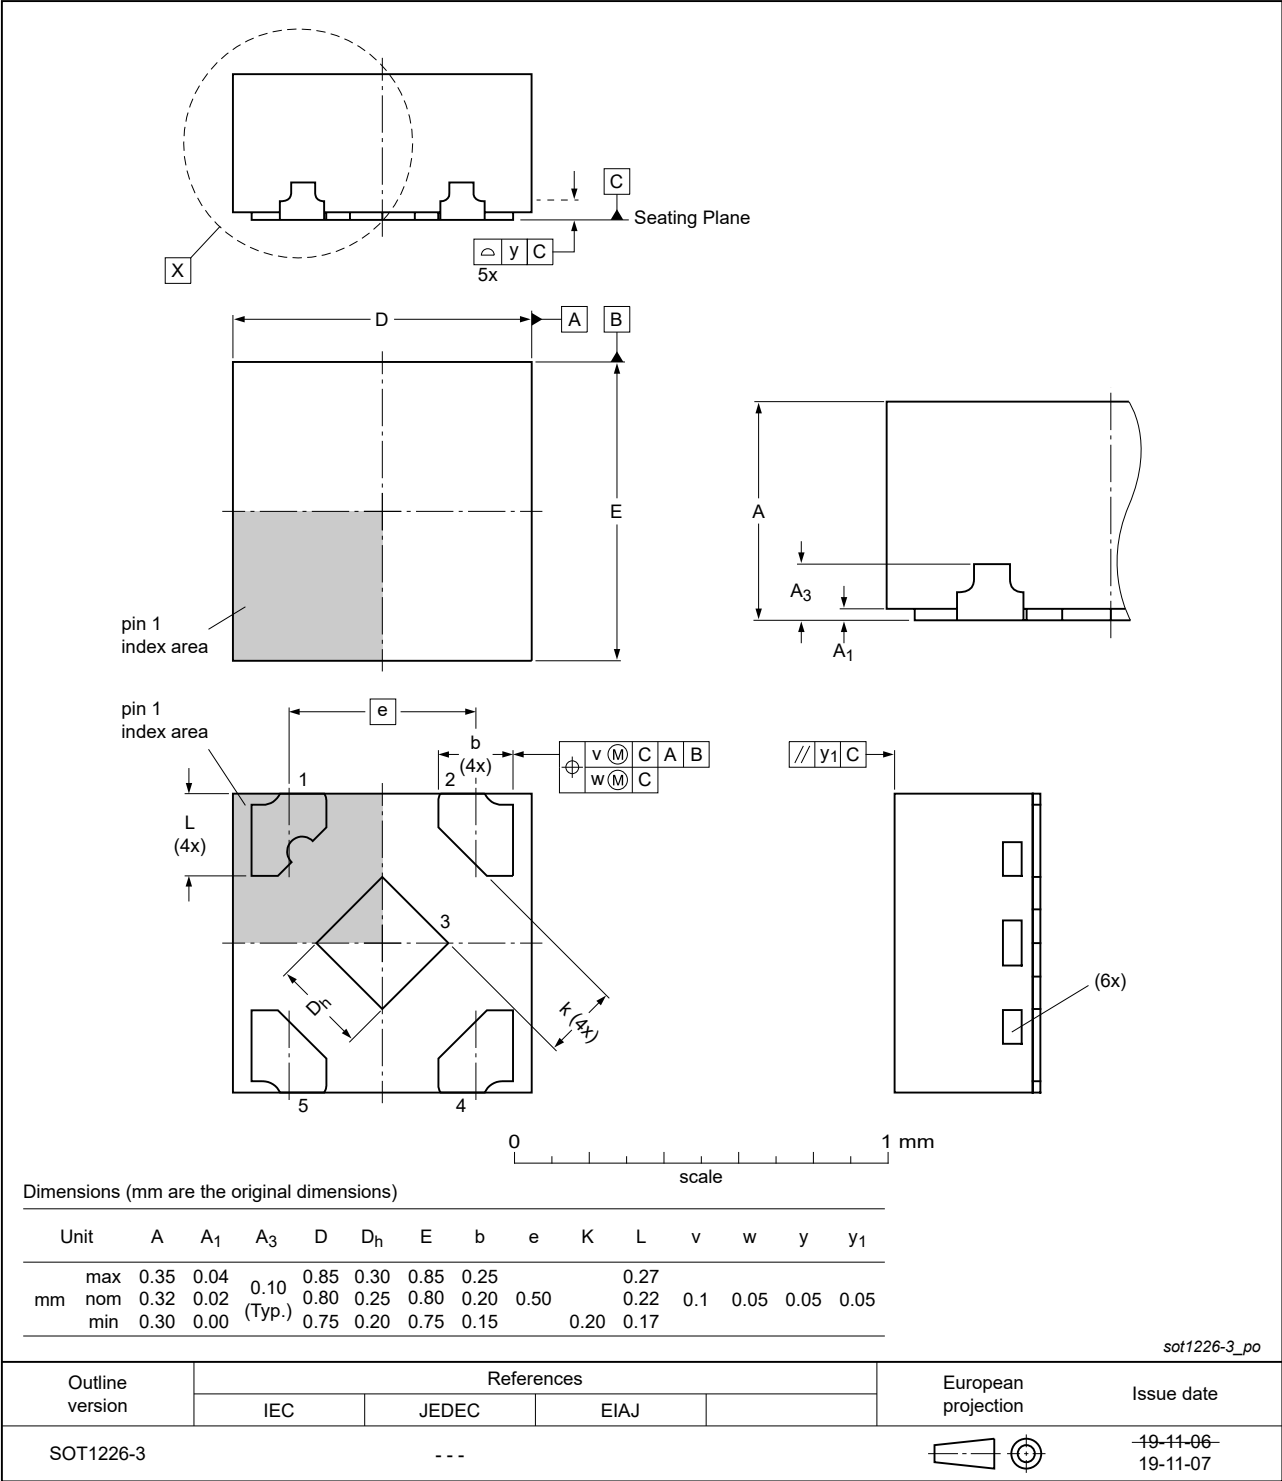 C
Seating Plane
⌓ y C
5x
X
D
A
B
E
pin 1
index area
A
A3
A1
pin 1
index area
e
b
(4x)
v Ⓜ C A B
w Ⓜ C
// y1 C
1
2
L
(4x)
3
Dh
k (4x)
(6x)
5
4
0
1 mm
scale
Dimensions (mm are the original dimensions)
Unit A A1 A3 D Dh E b e K L v w y y1
mm
max 0.35 0.04 0.10 (Typ.) 0.85 0.30 0.85 0.25 0.27
nom 0.32 0.02 0.80 0.25 0.80 0.20 0.50 0.22 0.1 0.05 0.05 0.05
min 0.30 0.00 0.75 0.20 0.75 0.15 0.20 0.17
sot1226-3_po
Outline
version
References
IEC JEDEC EIAJ
European
projection
Issue date
SOT1226-3
- - -
19-11-06
19-11-07